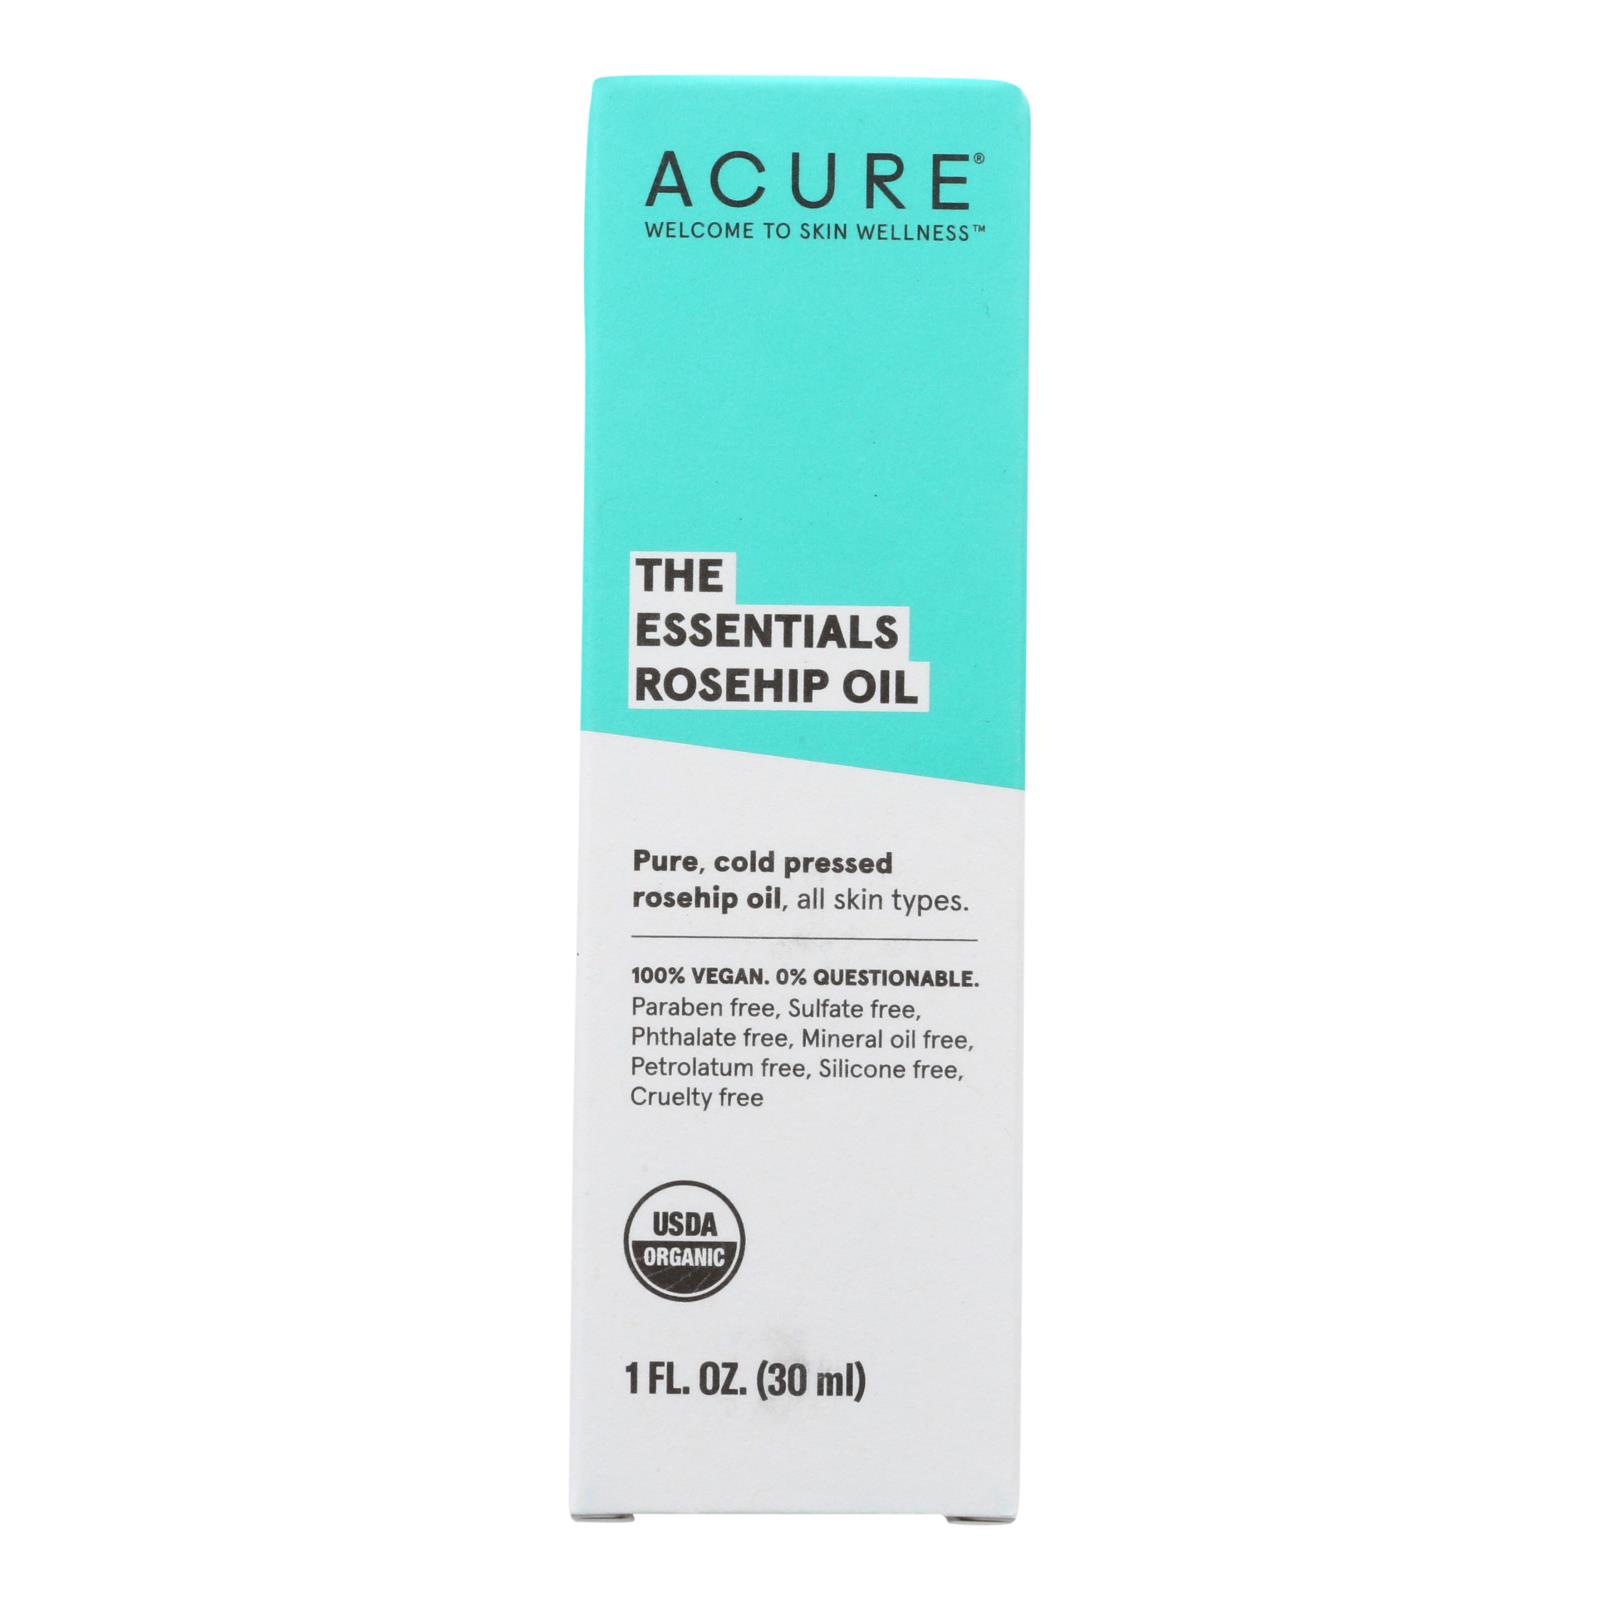 ACURE®
WELCOME TO SKIN WELLNESS™
THE
ESSENTIALS
ROSEHIP OIL
Pure, cold pressed
rosehip oil, all skin types.
100% VEGAN. 0% QUESTIONABLE.
Paraben free, Sulfate free,
Phthalate free, Mineral oil free,
Petrolatum free, Silicone free,
Cruelty free
USDA
ORGANIC
1 FL. OZ. (30 ml)